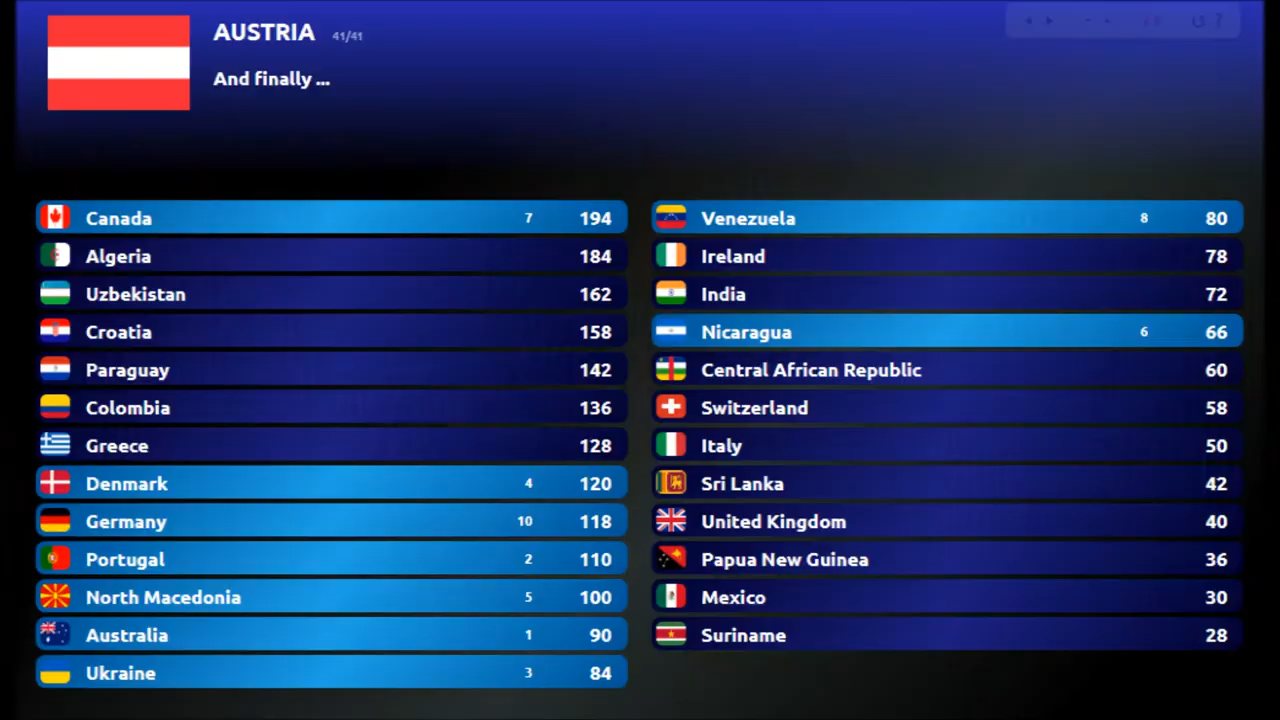 AUSTRIA 41/41
And finally ...
Canada 7 194
Algeria 184
Uzbekistan 162
Croatia 158
Paraguay 142
Colombia 136
Greece 128
Denmark 4 120
Germany 10 118
Portugal 2 110
North Macedonia 5 100
Australia 1 90
Ukraine 3 84
Venezuela 8 80
Ireland 78
India 72
Nicaragua 6 66
Central African Republic 60
Switzerland 58
Italy 50
Sri Lanka 42
United Kingdom 40
Papua New Guinea 36
Mexico 30
Suriname 28